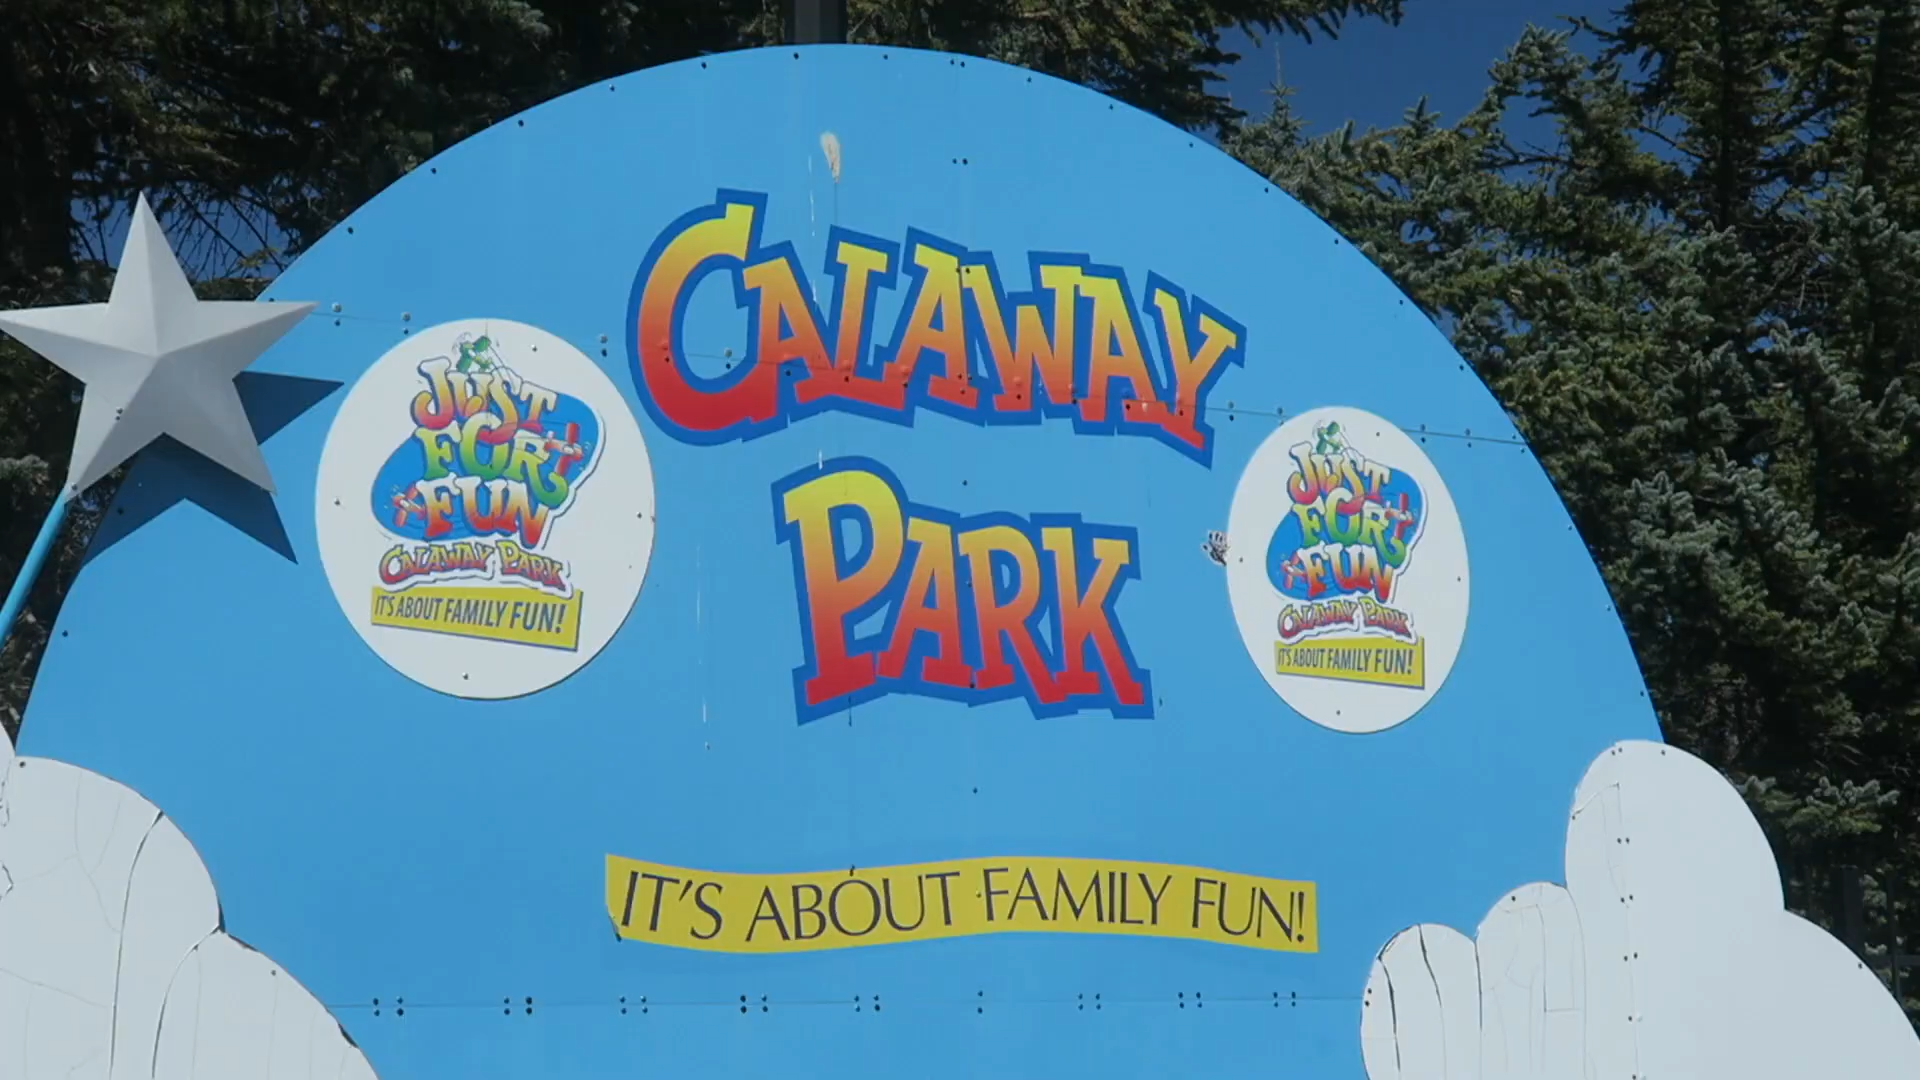 CALAWAY
PARK
JUST
FOR
FUN
CALAWAY PARK
IT'S ABOUT FAMILY FUN!
JUST
FOR
FUN
CALAWAY PARK
IT'S ABOUT FAMILY FUN!
IT'S ABOUT FAMILY FUN!